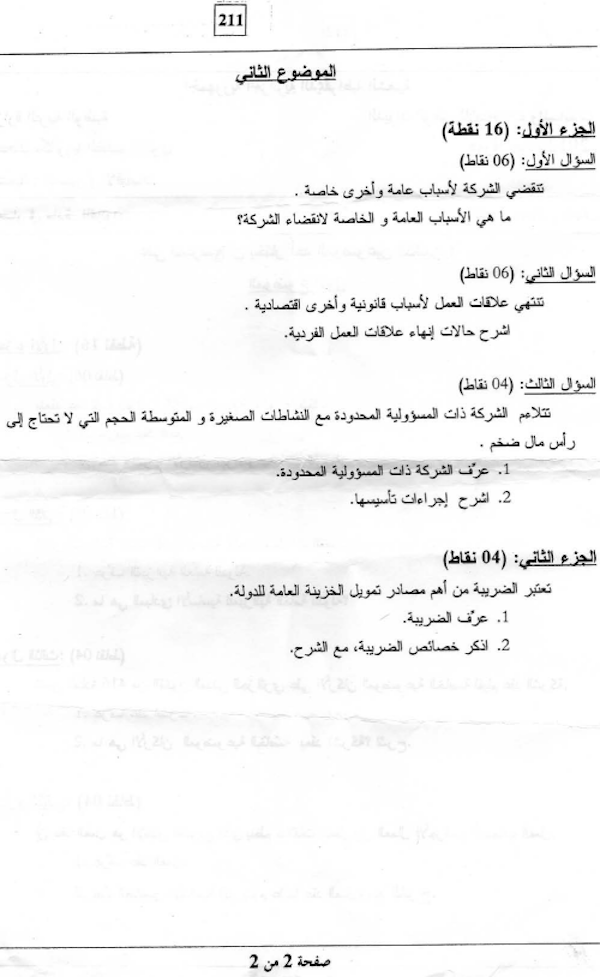 211
الموضوع الثاني
الجزء الأول: (16 نقطة)
السؤال الأول: (06 نقاط)
تنقضي الشركة لأسباب عامة وأخرى خاصة .
ما هي الأسباب العامة و الخاصة لانقضاء الشركة؟
السؤال الثاني: (06 نقاط)
تنتهي علاقات العمل لأسباب قانونية وأخرى اقتصادية .
اشرح حالات إنهاء علاقات العمل الفردية.
السؤال الثالث: (04 نقاط)
تتلاءم الشركة ذات المسؤولية المحدودة مع النشاطات الصغيرة و المتوسطة الحجم التي لا تحتاج إلى
رأس مال ضخم .
1. عرّف الشركة ذات المسؤولية المحدودة.
2. اشرح إجراءات تأسيسها.
الجزء الثاني: (04 نقاط)
تعتبر الضريبة من أهم مصادر تمويل الخزينة العامة للدولة.
1. عرّف الضريبة.
2. اذكر خصائص الضريبة، مع الشرح.
صفحة 2 من 2